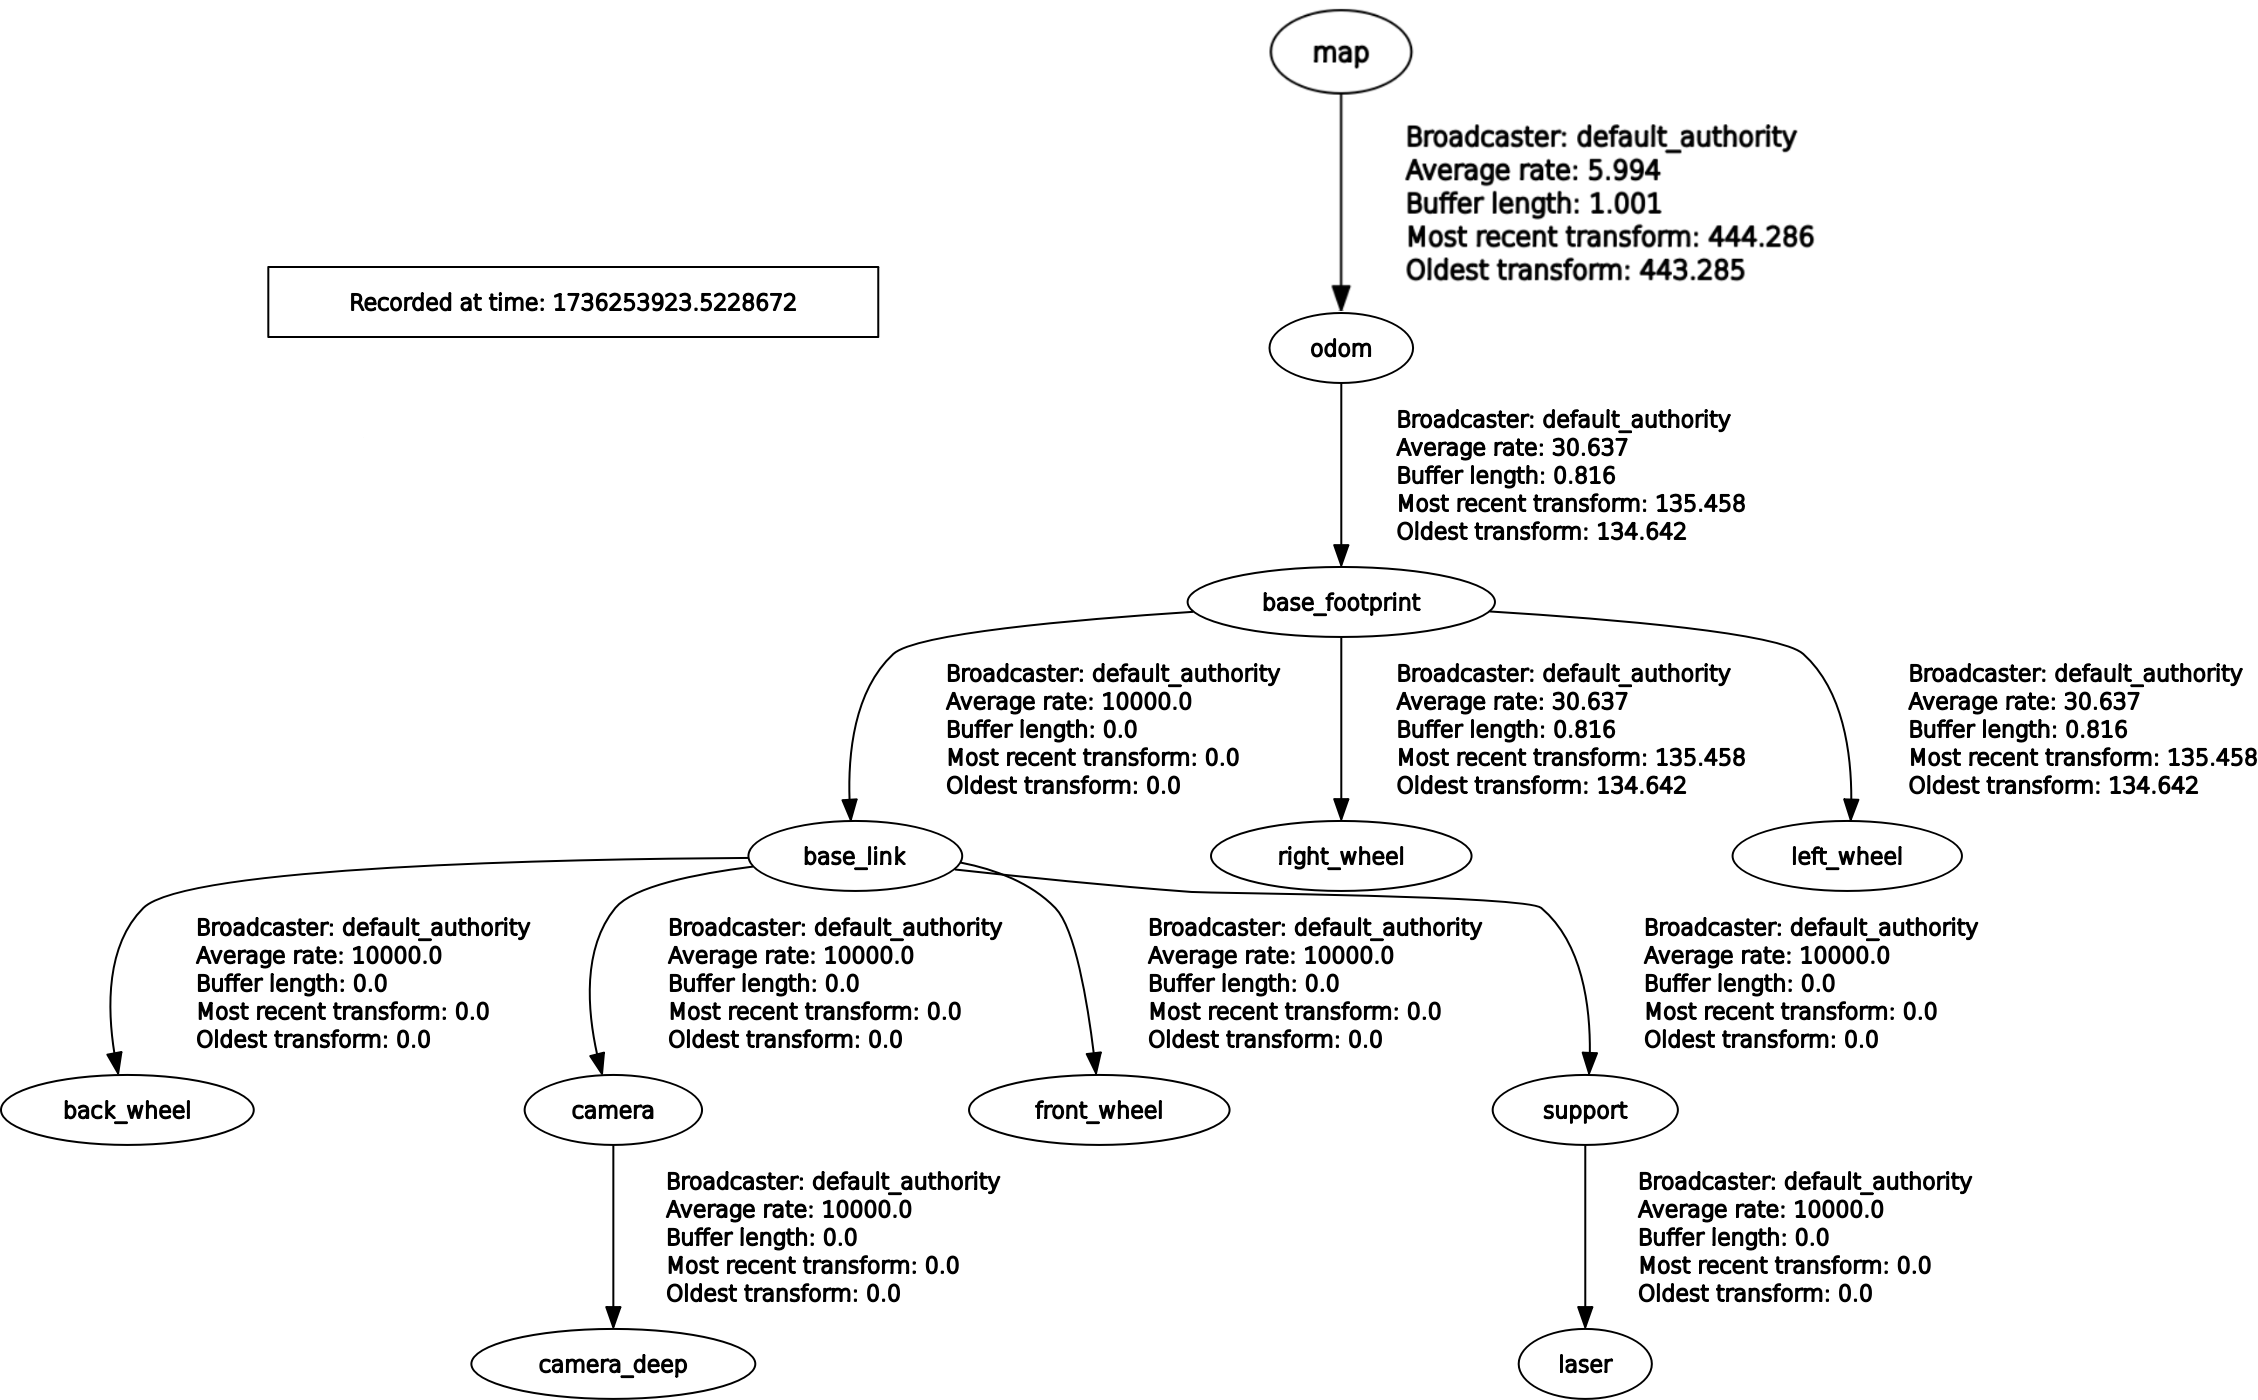 map
Broadcaster: default_authority
Average rate: 5.994
Buffer length: 1.001
Most recent transform: 444.286
Oldest transform: 443.285
Recorded at time: 1736253923.5228672
odom
Broadcaster: default_authority
Average rate: 30.637
Buffer length: 0.816
Most recent transform: 135.458
Oldest transform: 134.642
base_footprint
Broadcaster: default_authority
Average rate: 10000.0
Buffer length: 0.0
Most recent transform: 0.0
Oldest transform: 0.0
Broadcaster: default_authority
Average rate: 30.637
Buffer length: 0.816
Most recent transform: 135.458
Oldest transform: 134.642
Broadcaster: default_authority
Average rate: 30.637
Buffer length: 0.816
Most recent transform: 135.458
Oldest transform: 134.642
base_link
right_wheel
left_wheel
Broadcaster: default_authority
Average rate: 10000.0
Buffer length: 0.0
Most recent transform: 0.0
Oldest transform: 0.0
Broadcaster: default_authority
Average rate: 10000.0
Buffer length: 0.0
Most recent transform: 0.0
Oldest transform: 0.0
Broadcaster: default_authority
Average rate: 10000.0
Buffer length: 0.0
Most recent transform: 0.0
Oldest transform: 0.0
Broadcaster: default_authority
Average rate: 10000.0
Buffer length: 0.0
Most recent transform: 0.0
Oldest transform: 0.0
back_wheel
camera
front_wheel
support
Broadcaster: default_authority
Average rate: 10000.0
Buffer length: 0.0
Most recent transform: 0.0
Oldest transform: 0.0
Broadcaster: default_authority
Average rate: 10000.0
Buffer length: 0.0
Most recent transform: 0.0
Oldest transform: 0.0
camera_deep
laser